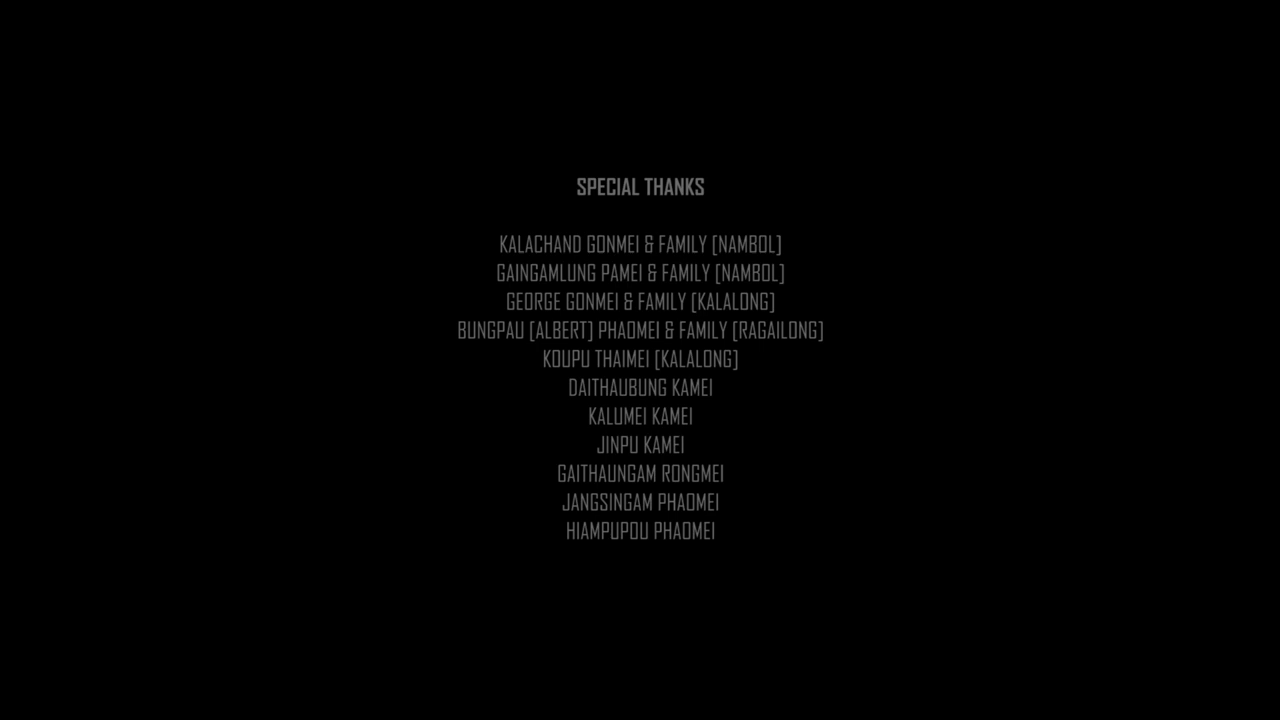 SPECIAL THANKS
KALACHAND GONMEI & FAMILY [NAMBOL]
GAINGAMLUNG PAMEI & FAMILY [NAMBOL]
GEORGE GONMEI & FAMILY [KALALONG]
BUNGPAU [ALBERT] PHAOMEI & FAMILY [RAGAILONG]
KOUPU THAIMEI [KALALONG]
DAITHAUBUNG KAMEI
KALUMEI KAMEI
JINPU KAMEI
GAITHAUNGAM RONGMEI
JANGSINGAM PHAOMEI
HIAMPUPOU PHAOMEI